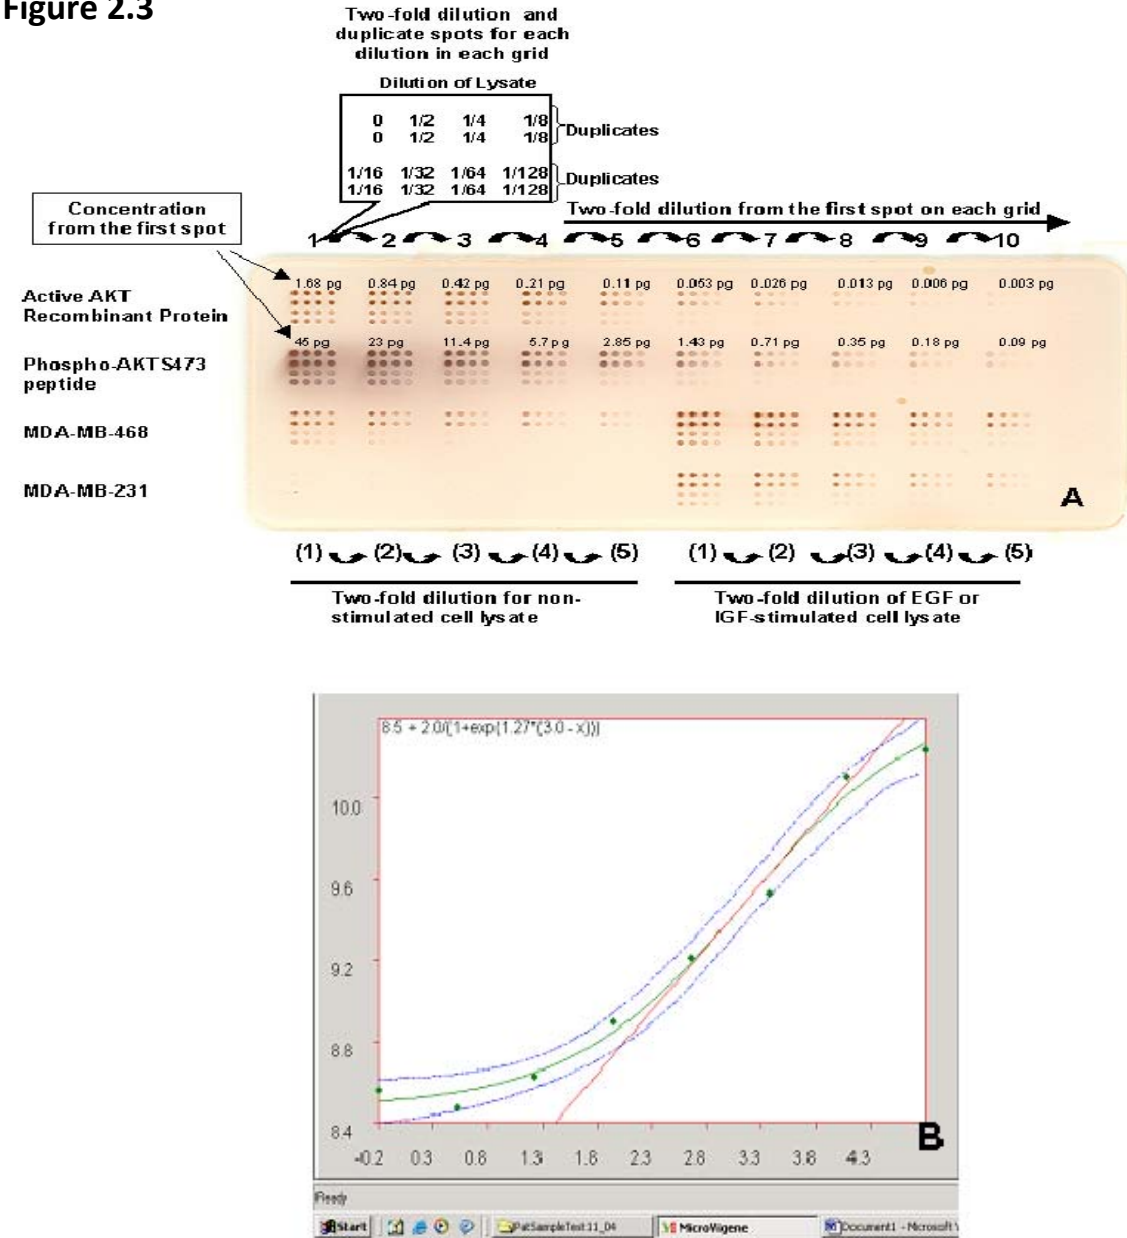 Figure 2.3
Two-fold dilution and
duplicate spots for each
dilution in each grid
Dilution of Lysate
0 1/2 1/4 1/8
0 1/2 1/4 1/8
Duplicates
1/16 1/32 1/64 1/128
1/16 1/32 1/64 1/128
Duplicates
Concentration
from the first spot
Two-fold dilution from the first spot on each grid
1 2 3 4 5 6 7 8 9 10
1.68 pg 0.84 pg 0.42 pg 0.21 pg 0.11 pg 0.053 pg 0.026 pg 0.013 pg 0.006 pg 0.003 pg
Active AKT
Recombinant Protein
45 pg 23 pg 11.4 pg 5.7 pg 2.85 pg 1.43 pg 0.71 pg 0.35 pg 0.18 pg 0.09 pg
Phospho-AKTS473
peptide
MDA-MB-468
MDA-MB-231
A
(1) (2) (3) (4) (5) (1) (2) (3) (4) (5)
Two-fold dilution for non-
stimulated cell lysate
Two-fold dilution of EGF or
IGF-stimulated cell lysate
8.5 + 2.0/(1+exp(1.27*(3.0 - x)))
10.0
9.6
9.2
8.8
8.4
B
-0.2 0.3 0.8 1.3 1.8 2.3 2.8 3.3 3.8 4.3
Ready
Start PatSampleTest11_04 MicroVigene Document1 - Microsoft